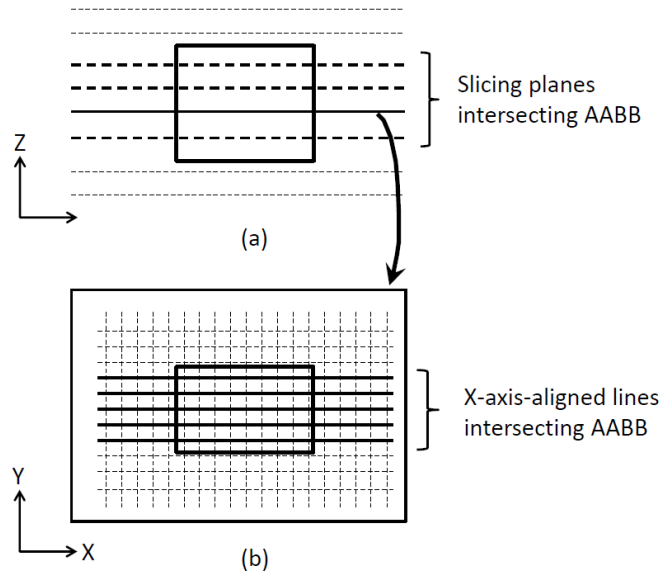 Slicing planes
intersecting AABB
Z
(a)
X-axis-aligned lines
intersecting AABB
Y
X
(b)